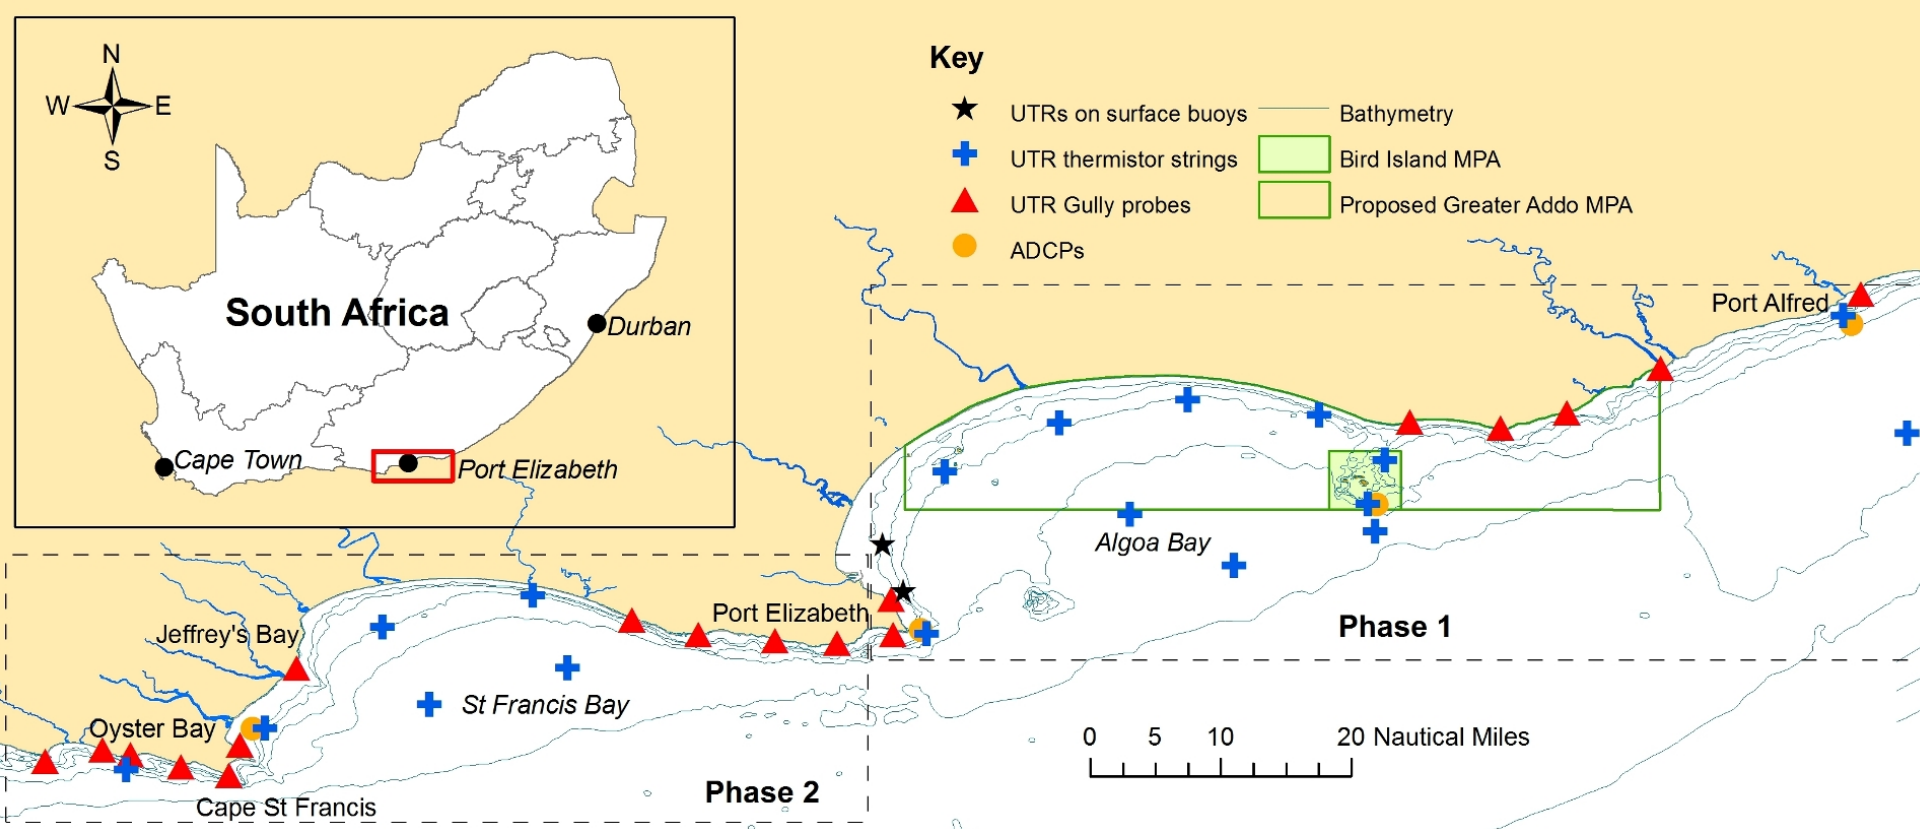 N
W E
S
South Africa
Durban
Cape Town
Port Elizabeth
Key
UTRs on surface buoys
UTR thermistor strings
UTR Gully probes
ADCPs
Bathymetry
Bird Island MPA
Proposed Greater Addo MPA
Port Alfred
Algoa Bay
Phase 1
Port Elizabeth
Jeffrey's Bay
St Francis Bay
Oyster Bay
Cape St Francis
Phase 2
0 5 10 20 Nautical Miles